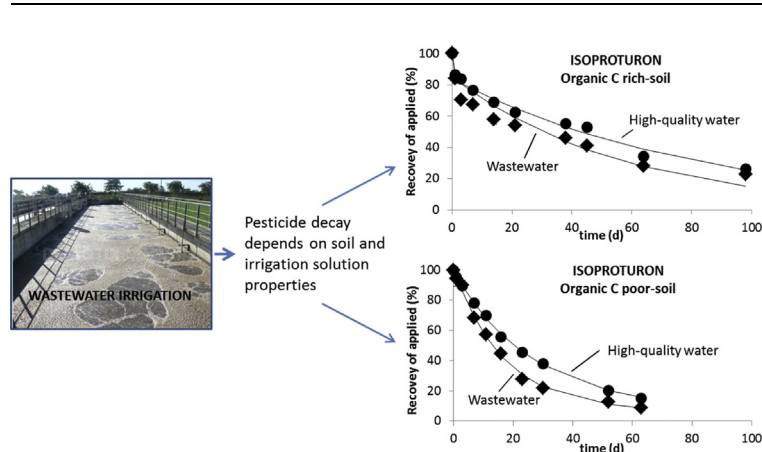 WASTEWATER IRRIGATION
Pesticide decay
depends on soil and
irrigation solution
properties
ISOPROTURON
Organic C rich-soil
Recovey of applied (%)
100
80
60
40
20
0
High-quality water
Wastewater
0 20 40 60 80 100
time (d)
ISOPROTURON
Organic C poor-soil
Recovey of applied (%)
100
80
60
40
20
0
High-quality water
Wastewater
0 20 40 60 80 100
time (d)